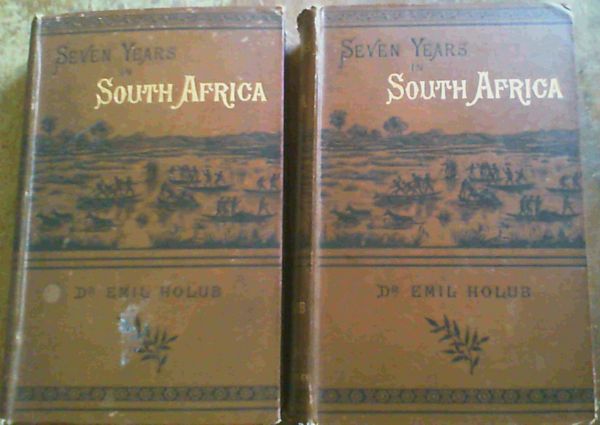 SEVEN YEARS
IN
SOUTH AFRICA
DR EMIL HOLUB
SEVEN YEARS
IN
SOUTH AFRICA
DR EMIL HOLUB